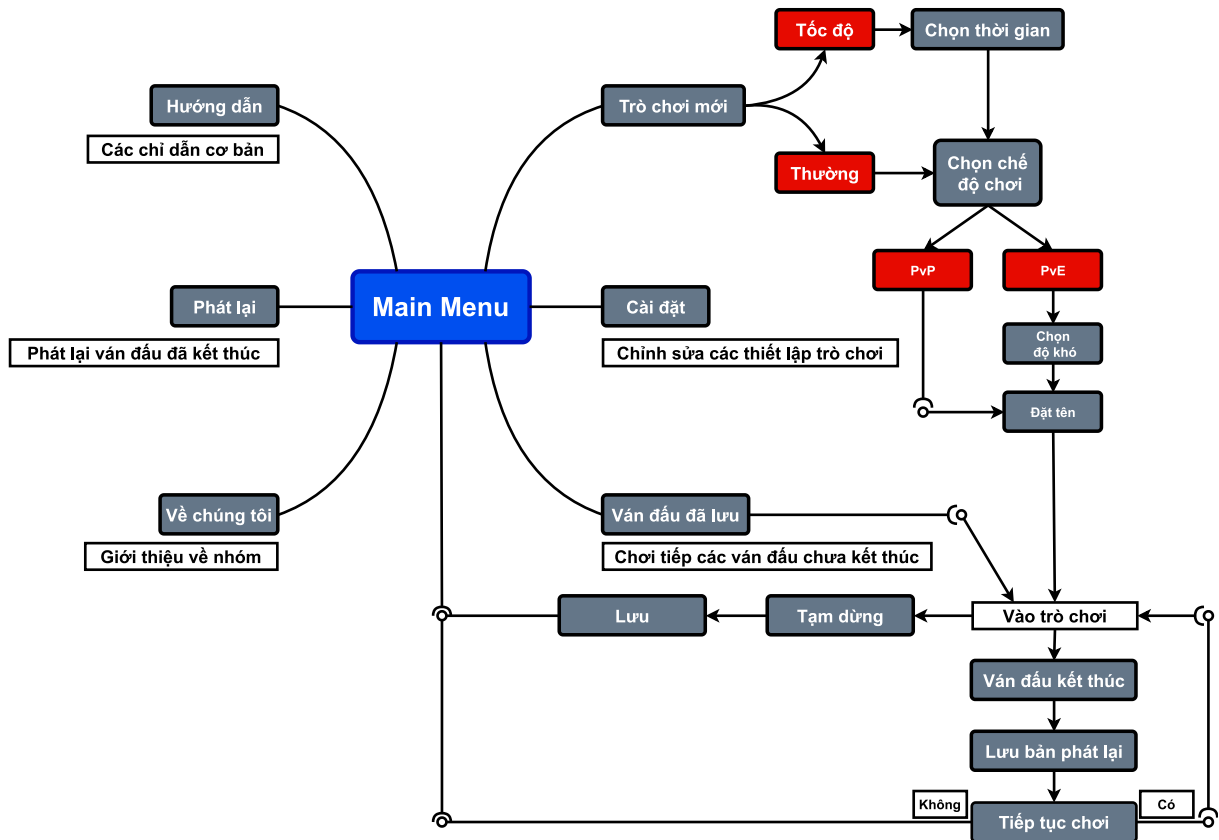 Tốc độ
Chọn thời gian
Hướng dẫn
Trò chơi mới
Các chỉ dẫn cơ bản
Thường
Chọn chế
độ chơi
PvP
PvE
Main Menu
Phát lại
Cài đặt
Phát lại ván đấu đã kết thúc
Chỉnh sửa các thiết lập trò chơi
Chọn
độ khó
Đặt tên
Về chúng tôi
Ván đấu đã lưu
Giới thiệu về nhóm
Chơi tiếp các ván đấu chưa kết thúc
Lưu
Tạm dừng
Vào trò chơi
Ván đấu kết thúc
Lưu bản phát lại
Không
Có
Tiếp tục chơi